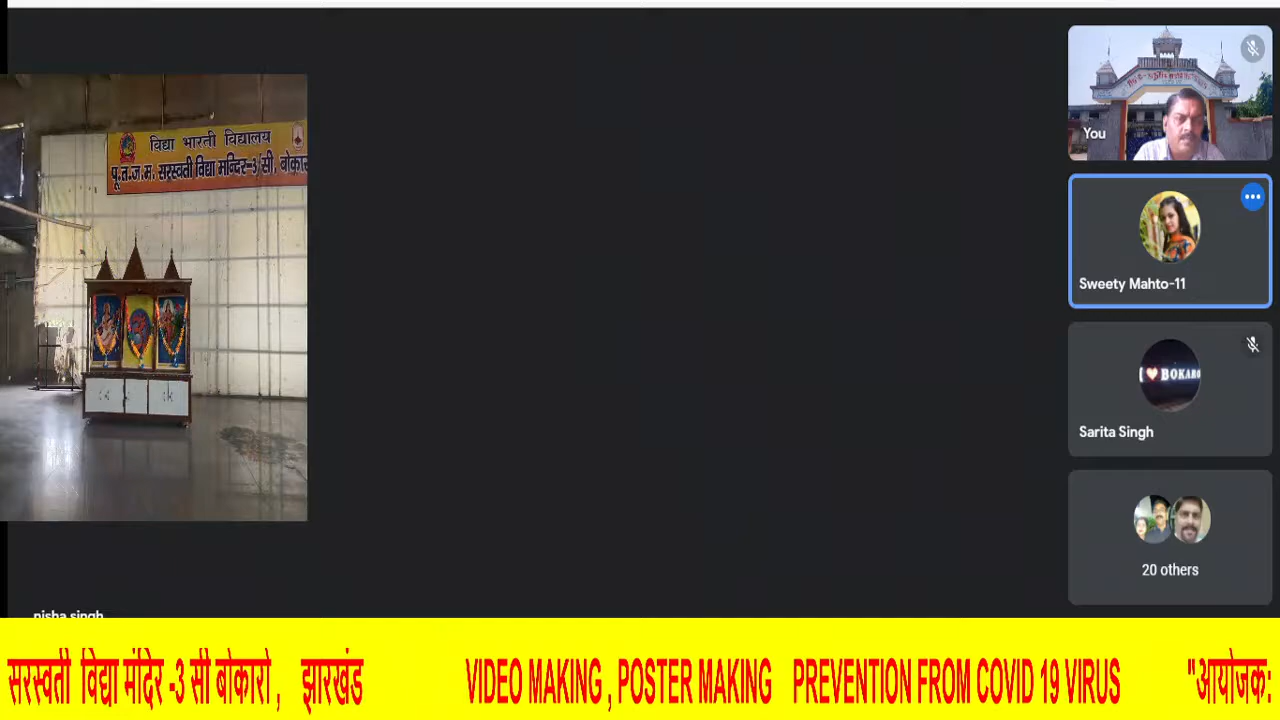 विद्या भारती विद्यालय
पू.त.ज.म. सरस्वती विद्या मन्दिर-3 सी. बोकार
You
Sweety Mahto-11
I ❤ BOKARO
Sarita Singh
20 others
nisha singh
सरस्वती विद्या मंदिर -3 सी बोकारो , झारखंड VIDEO MAKING , POSTER MAKING PREVENTION FROM COVID 19 VIRUS "आयोजक: